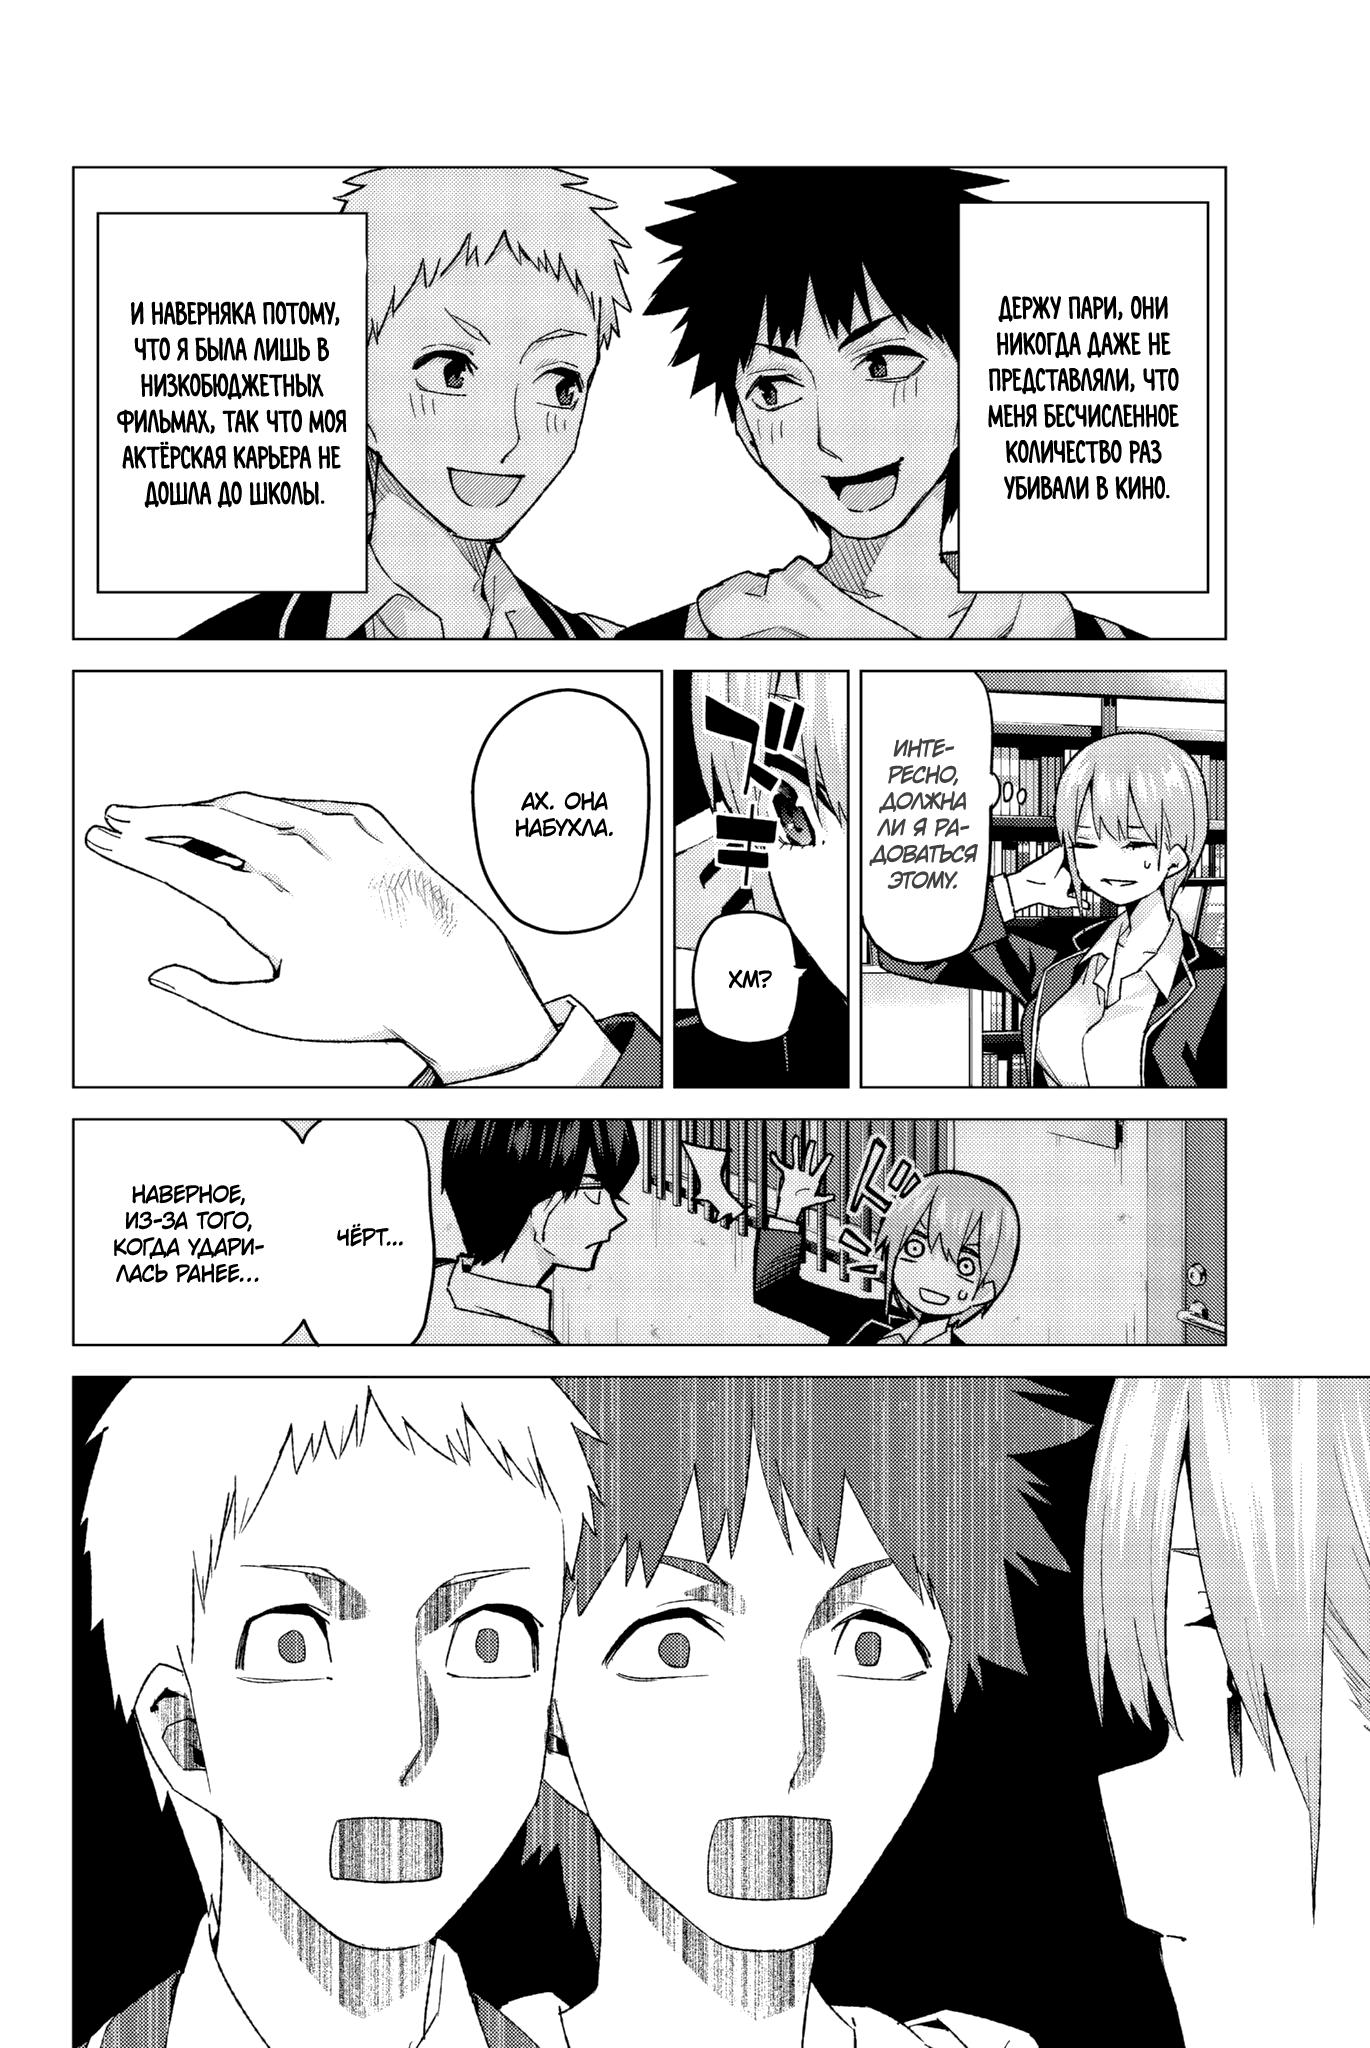 ДЕРЖУ ПАРИ, ОНИ
НИКОГДА ДАЖЕ НЕ
ПРЕДСТАВЛЯЛИ, ЧТО
МЕНЯ БЕСЧИСЛЕННОЕ
КОЛИЧЕСТВО РАЗ
УБИВАЛИ В КИНО.
И НАВЕРНЯКА ПОТОМУ,
ЧТО Я БЫЛА ЛИШЬ В
НИЗКОБЮДЖЕТНЫХ
ФИЛЬМАХ, ТАК ЧТО МОЯ
АКТЁРСКАЯ КАРЬЕРА НЕ
ДОШЛА ДО ШКОЛЫ.
ИНТЕ-
РЕСНО,
ДОЛЖНА
ЛИ Я РА-
ДОВАТЬСЯ
ЭТОМУ.
ХМ?
АХ. ОНА
НАБУХЛА.
ЧЁРТ...
НАВЕРНОЕ,
ИЗ-ЗА ТОГО,
КОГДА УДАРИ-
ЛАСЬ РАНЕЕ...